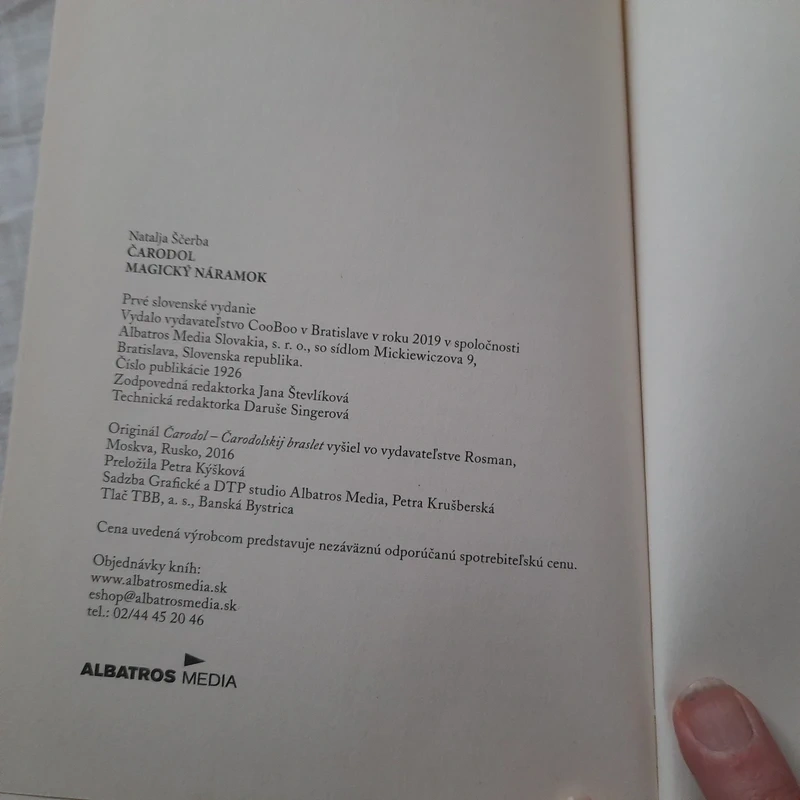 Natalja Ščerba
ČARODOL
MAGICKÝ NÁRAMOK
Prvé slovenské vydanie
Vydalo vydavateľstvo CooBoo v Bratislave v roku 2019 v spoločnosti
Albatros Media Slovakia, s. r. o., so sídlom Mickiewiczova 9,
Bratislava, Slovenska republika.
Číslo publikácie 1926
Zodpovedná redaktorka Jana Števlíková
Technická redaktorka Daruše Singerová
Originál Čarodol – Čarodolskij braslet vyšiel vo vydavateľstve Rosman,
Moskva, Rusko, 2016
Preložila Petra Kýšková
Sadzba Grafické a DTP studio Albatros Media, Petra Krušberská
Tlač TBB, a. s., Banská Bystrica
Cena uvedená výrobcom predstavuje nezáväznú odporúčanú spotrebiteľskú cenu.
Objednávky kníh:
www.albatrosmedia.sk
eshop@albatrosmedia.sk
tel.: 02/44 45 20 46
ALBATROS MEDIA